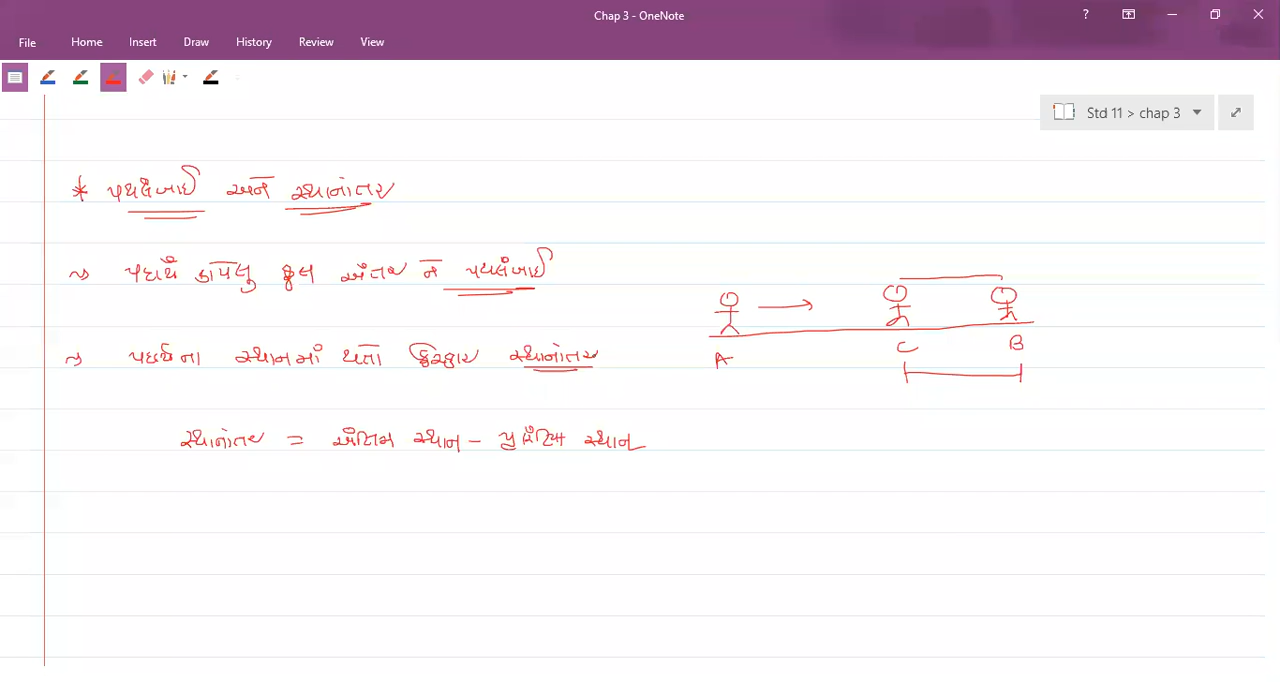 Chap 3 - OneNote
?
File Home Insert Draw History Review View
Std 11 > chap 3
* પથલંબાઈ અને સ્થાનાંતર
~> પદાર્થે કાપેલુ કુલ અંતર ને પથલંબાઈ
~> પદાર્થના સ્થાનમાં થતો ફેરફાર સ્થાનાંતર
A C B
સ્થાનાંતર = અંતિમ સ્થાન - પ્રારંભિક સ્થાન